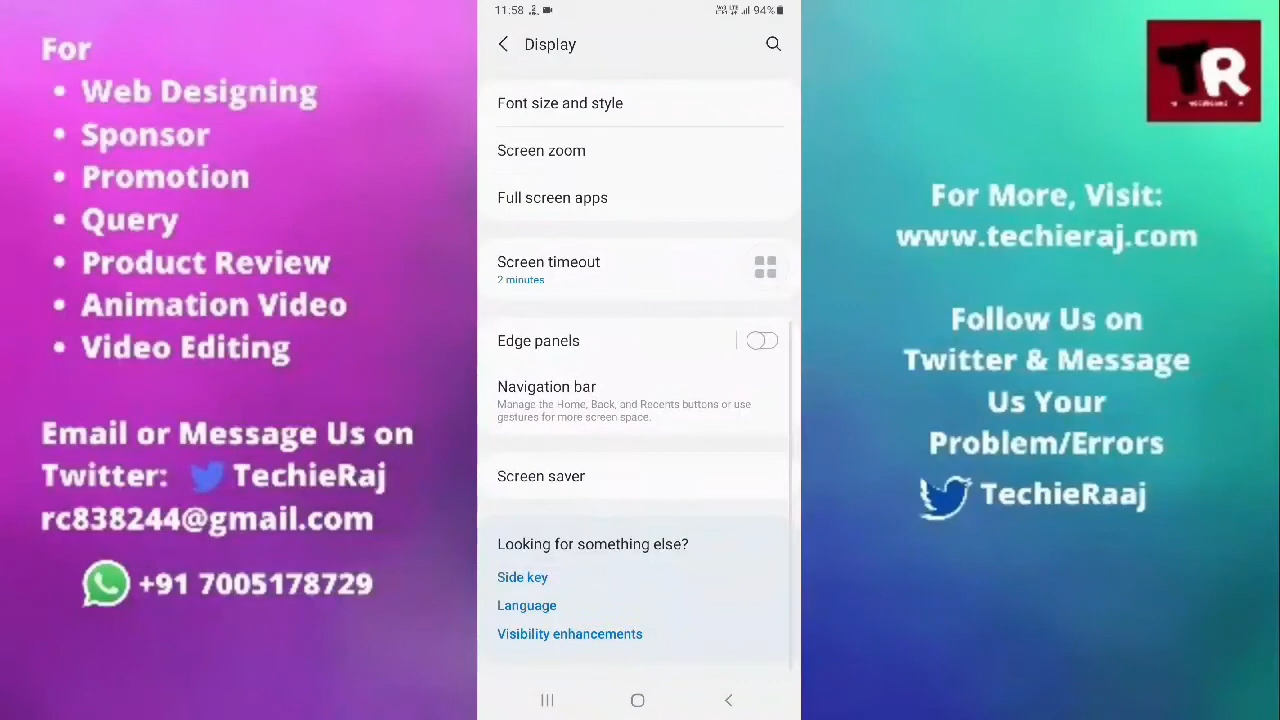 For
• Web Designing
• Sponsor
• Promotion
• Query
• Product Review
• Animation Video
• Video Editing
Email or Message Us on
Twitter: TechieRaj
rc838244@gmail.com
+91 7005178729
11:58
94%
Display
Font size and style
Screen zoom
Full screen apps
Screen timeout
2 minutes
Edge panels
Navigation bar
Manage the Home, Back, and Recents buttons or use
gestures for more screen space.
Screen saver
Looking for something else?
Side key
Language
Visibility enhancements
TR
For More, Visit:
www.techieraj.com
Follow Us on
Twitter & Message
Us Your
Problem/Errors
TechieRaaj